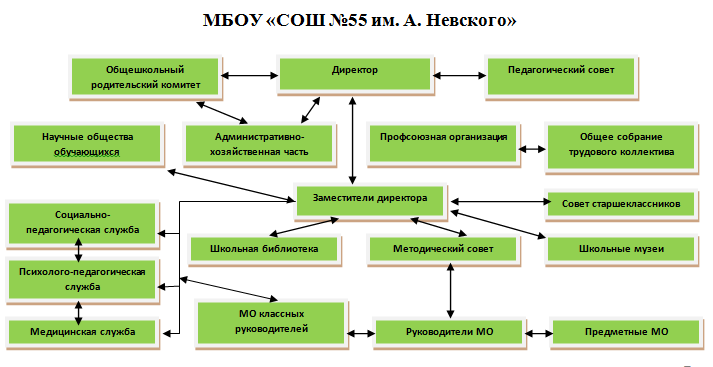 МБОУ «СОШ №55 им. А. Невского»
Общешкольный
родительский комитет
Директор
Педагогический совет
Научные общества
обучающихся
Административно-
хозяйственная часть
Профсоюзная организация
Общее собрание
трудового коллектива
Заместители директора
Совет старшеклассников
Социально-
педагогическая служба
Школьная библиотека
Методический совет
Школьные музеи
Психолого-педагогическая
служба
МО классных
руководителей
Медицинская служба
Руководители МО
Предметные МО